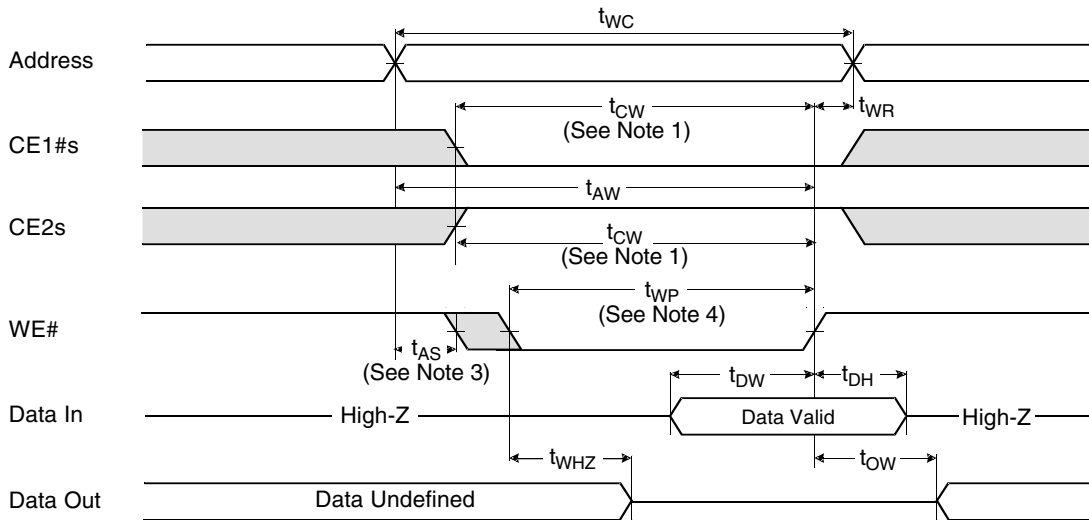 tWC
Address
tCW
(See Note 1)
tWR
CE1#s
tAW
CE2s
tCW
(See Note 1)
tWP
(See Note 4)
WE#
tAS
(See Note 3)
tDW
tDH
Data In
High-Z
Data Valid
High-Z
tWHZ
tOW
Data Out
Data Undefined